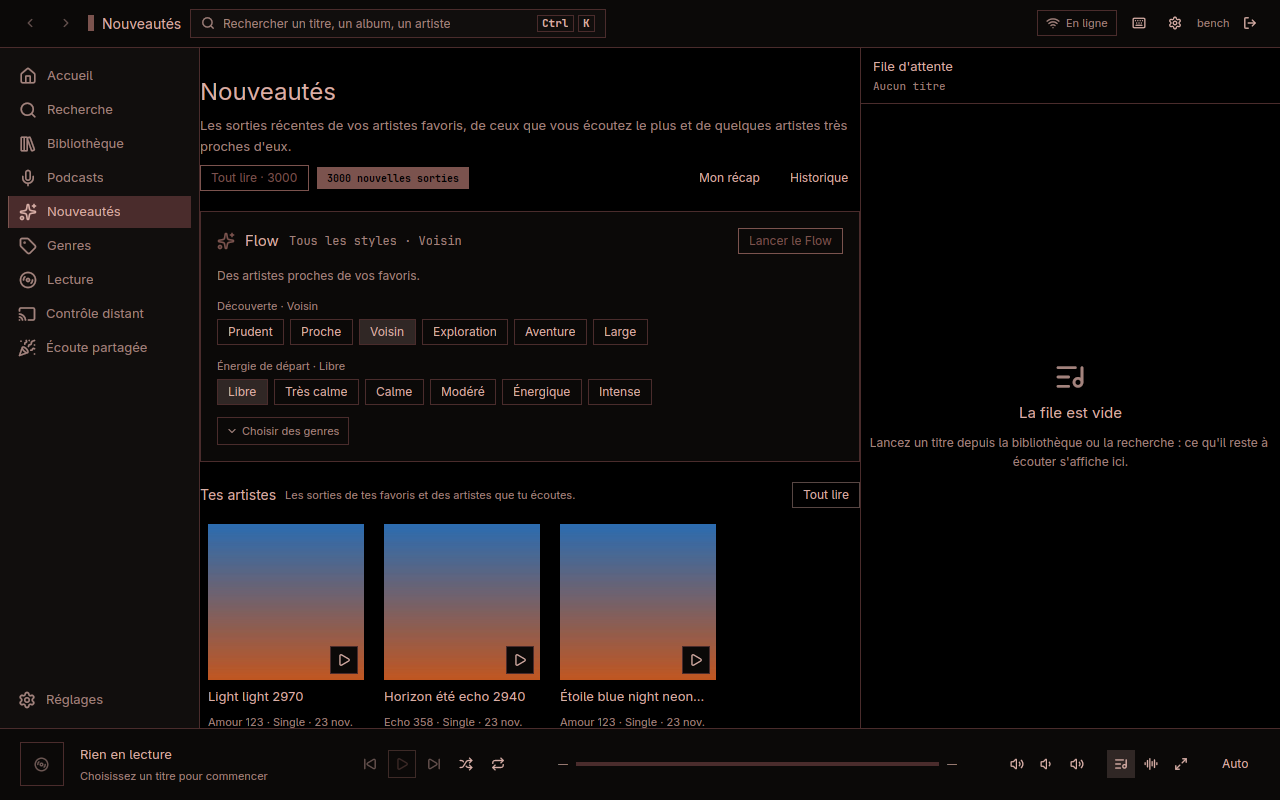 Nouveautés
Rechercher un titre, un album, un artiste
Ctrl K
En ligne
bench
Accueil
Recherche
Bibliothèque
Podcasts
Nouveautés
Genres
Lecture
Contrôle distant
Écoute partagée
Réglages
Nouveautés
Les sorties récentes de vos artistes favoris, de ceux que vous écoutez le plus et de quelques artistes très
proches d'eux.
Tout lire · 3000
3000 nouvelles sorties
Mon récap
Historique
Flow
Tous les styles · Voisin
Lancer le Flow
Des artistes proches de vos favoris.
Découverte · Voisin
Prudent
Proche
Voisin
Exploration
Aventure
Large
Énergie de départ · Libre
Libre
Très calme
Calme
Modéré
Énergique
Intense
Choisir des genres
Tes artistes
Les sorties de tes favoris et des artistes que tu écoutes.
Tout lire
Light light 2970
Amour 123 · Single · 23 nov.
Horizon été echo 2940
Echo 358 · Single · 23 nov.
Étoile blue night neon...
Amour 123 · Single · 23 nov.
File d'attente
Aucun titre
La file est vide
Lancez un titre depuis la bibliothèque ou la recherche : ce qu'il reste à
écouter s'affiche ici.
Rien en lecture
Choisissez un titre pour commencer
Auto